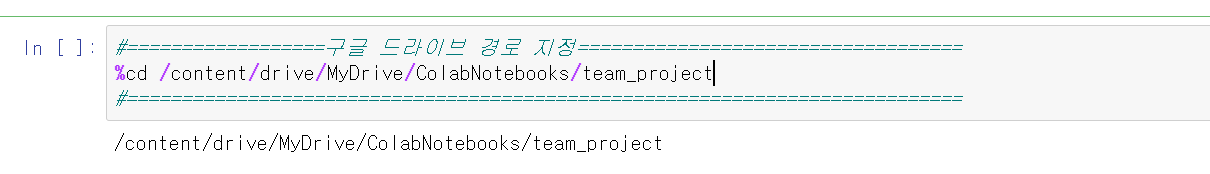 In [ ]:
#==================구글 드라이브 경로 지정===================================
%cd /content/drive/MyDrive/ColabNotebooks/team_project
#============================================================================
/content/drive/MyDrive/ColabNotebooks/team_project